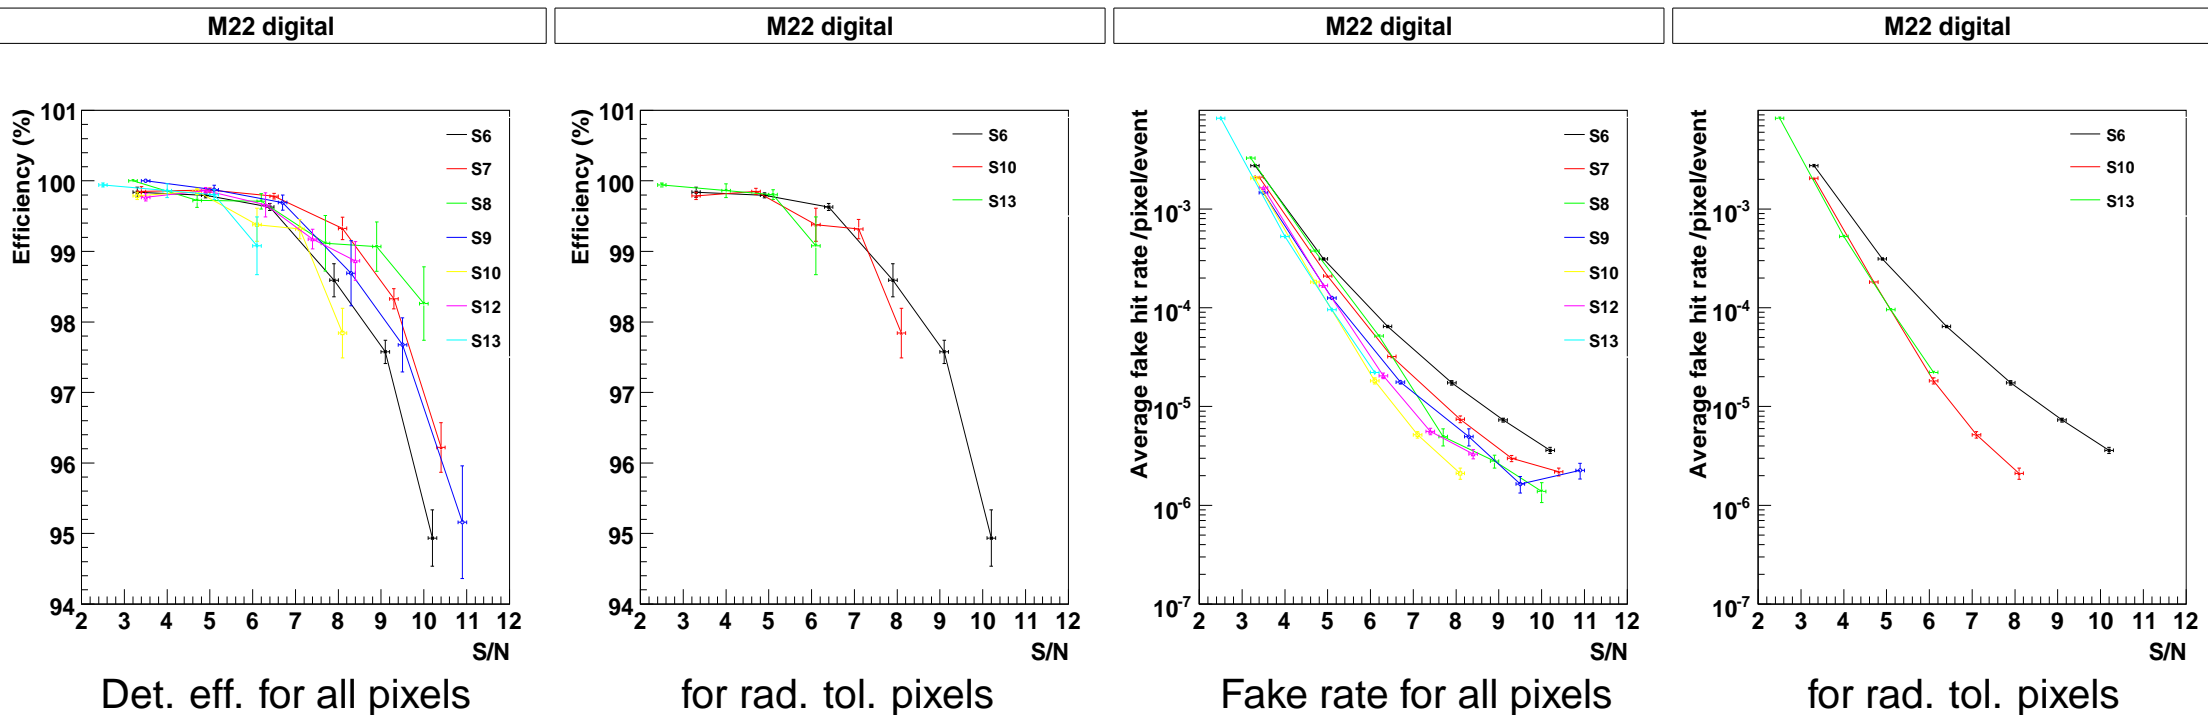 M22 digital
Efficiency (%)
101
100
99
98
97
96
95
94
2 3 4 5 6 7 8 9 10 11 12
S/N
S6
S7
S8
S9
S10
S12
S13
Det. eff. for all pixels
M22 digital
Efficiency (%)
101
100
99
98
97
96
95
94
2 3 4 5 6 7 8 9 10 11 12
S/N
S6
S10
S13
for rad. tol. pixels
M22 digital
Average fake hit rate /pixel/event
10-3
10-4
10-5
10-6
10-7
2 3 4 5 6 7 8 9 10 11 12
S/N
S6
S7
S8
S9
S10
S12
S13
Fake rate for all pixels
M22 digital
Average fake hit rate /pixel/event
10-3
10-4
10-5
10-6
10-7
2 3 4 5 6 7 8 9 10 11 12
S/N
S6
S10
S13
for rad. tol. pixels